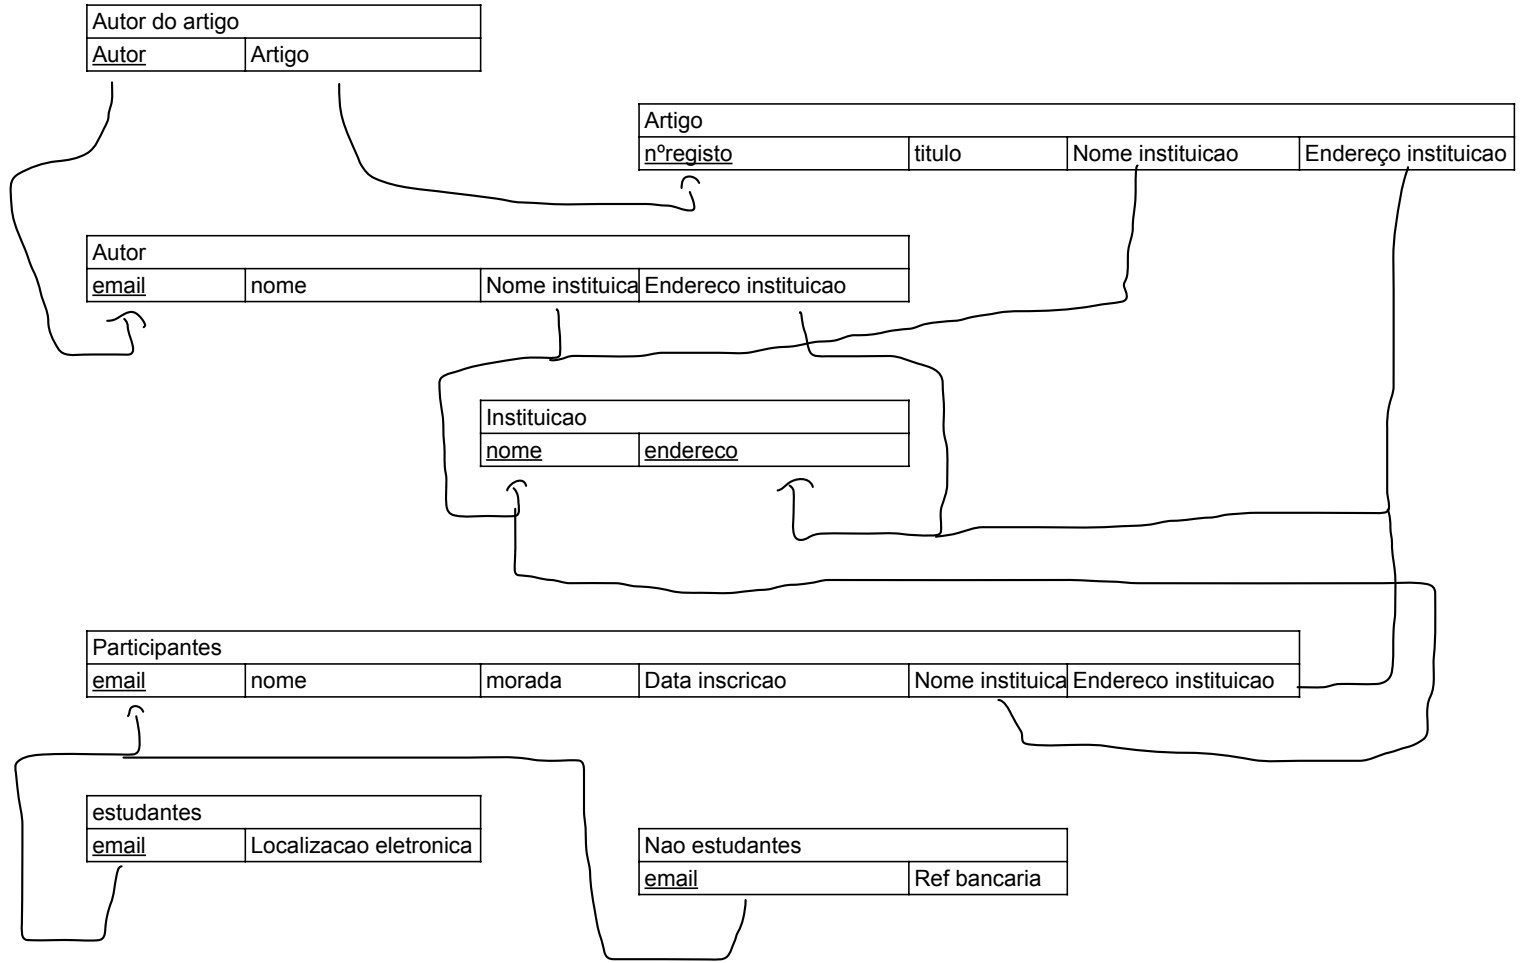 Autor do artigo
Autor Artigo
Artigo
nºregisto titulo Nome instituicao Endereço instituicao
Autor
email nome Nome instituica Endereco instituicao
Instituicao
nome endereco
Participantes
email nome morada Data inscricao Nome instituica Endereco instituicao
estudantes
email Localizacao eletronica
Nao estudantes
email Ref bancaria